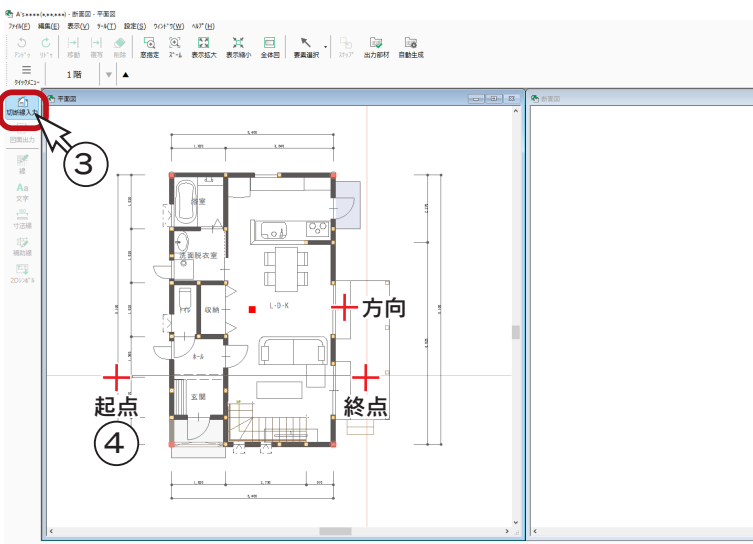 A's****(*,**,***) - 断面図 - 平面図
ファイル(F) 編集(E) 表示(V) ツール(T) 設定(S) ウィンドウ(W) ヘルプ(H)
アンドゥ リドゥ 移動 複写 削除 窓指定 ズーム 表示拡大 表示縮小 全体図 要素選択 ステップ 出力部材 自動生成
クイックメニュー 1階 ▼ ▲
切断線入力
図素出力
線
Aa
文字
寸法線
補助線
2Dシンボル
③
平面図
断面図
浴室
洗面脱衣室
トイレ
収納
L・D・K
ホール
玄関
方向
起点
終点
④